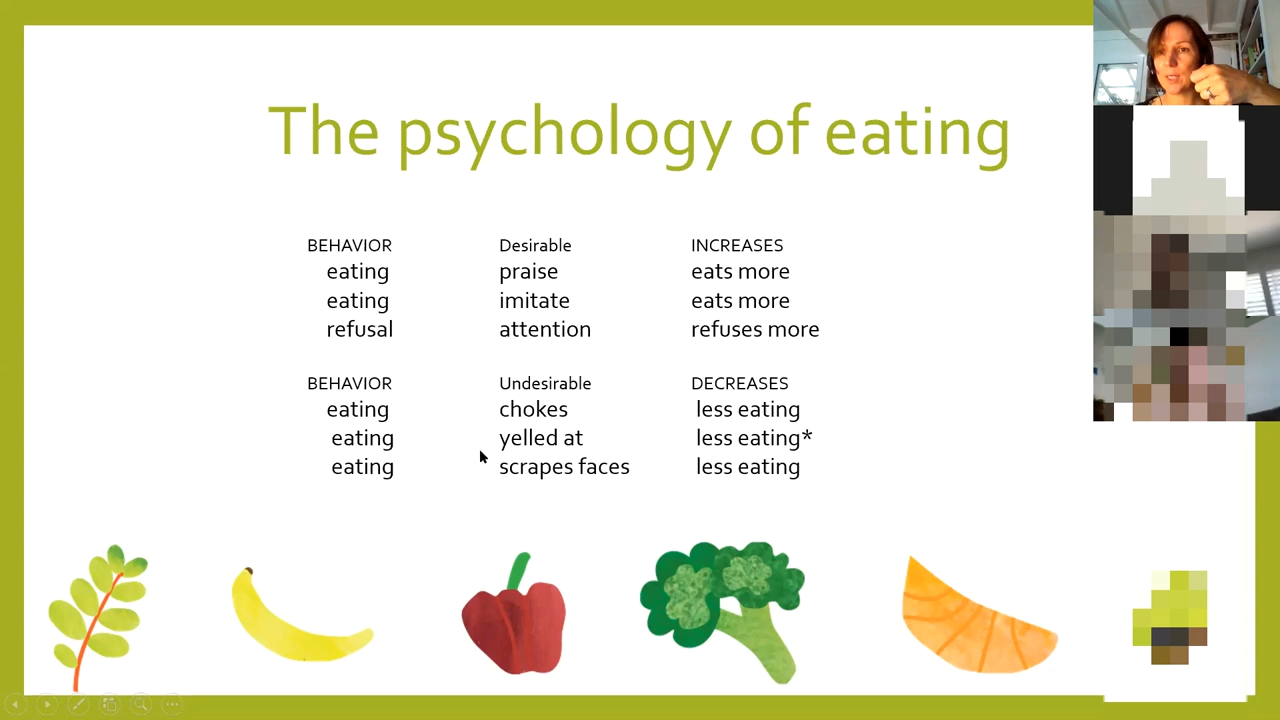 The psychology of eating
BEHAVIOR Desirable INCREASES
eating praise eats more
eating imitate eats more
refusal attention refuses more
BEHAVIOR Undesirable DECREASES
eating chokes less eating
eating yelled at less eating*
eating scrapes faces less eating